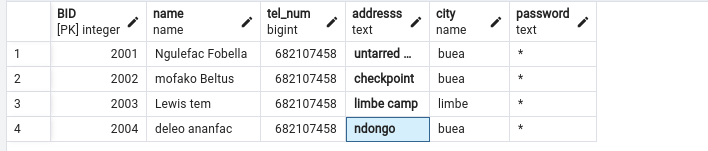 BID name tel_num addresss city password
[PK] integer name bigint text name text
1 2001 Ngulefac Fobella 682107458 untarred ... buea *
2 2002 mofako Beltus 682107458 checkpoint buea *
3 2003 Lewis tem 682107458 limbe camp limbe *
4 2004 deleo ananfac 682107458 ndongo buea *